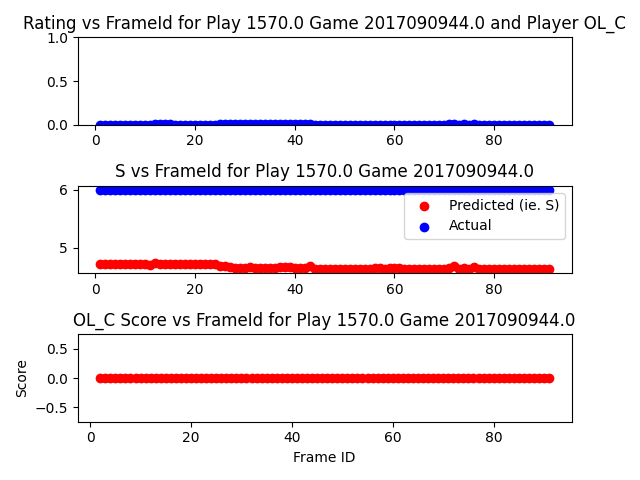 Rating vs FrameId for Play 1570.0 Game 2017090944.0 and Player OL_C
1.0
0.5
0.0
0 20 40 60 80
S vs FrameId for Play 1570.0 Game 2017090944.0
6
5
Predicted (ie. S)
Actual
0 20 40 60 80
OL_C Score vs FrameId for Play 1570.0 Game 2017090944.0
Score
0.5
0.0
−0.5
0 20 40 60 80
Frame ID